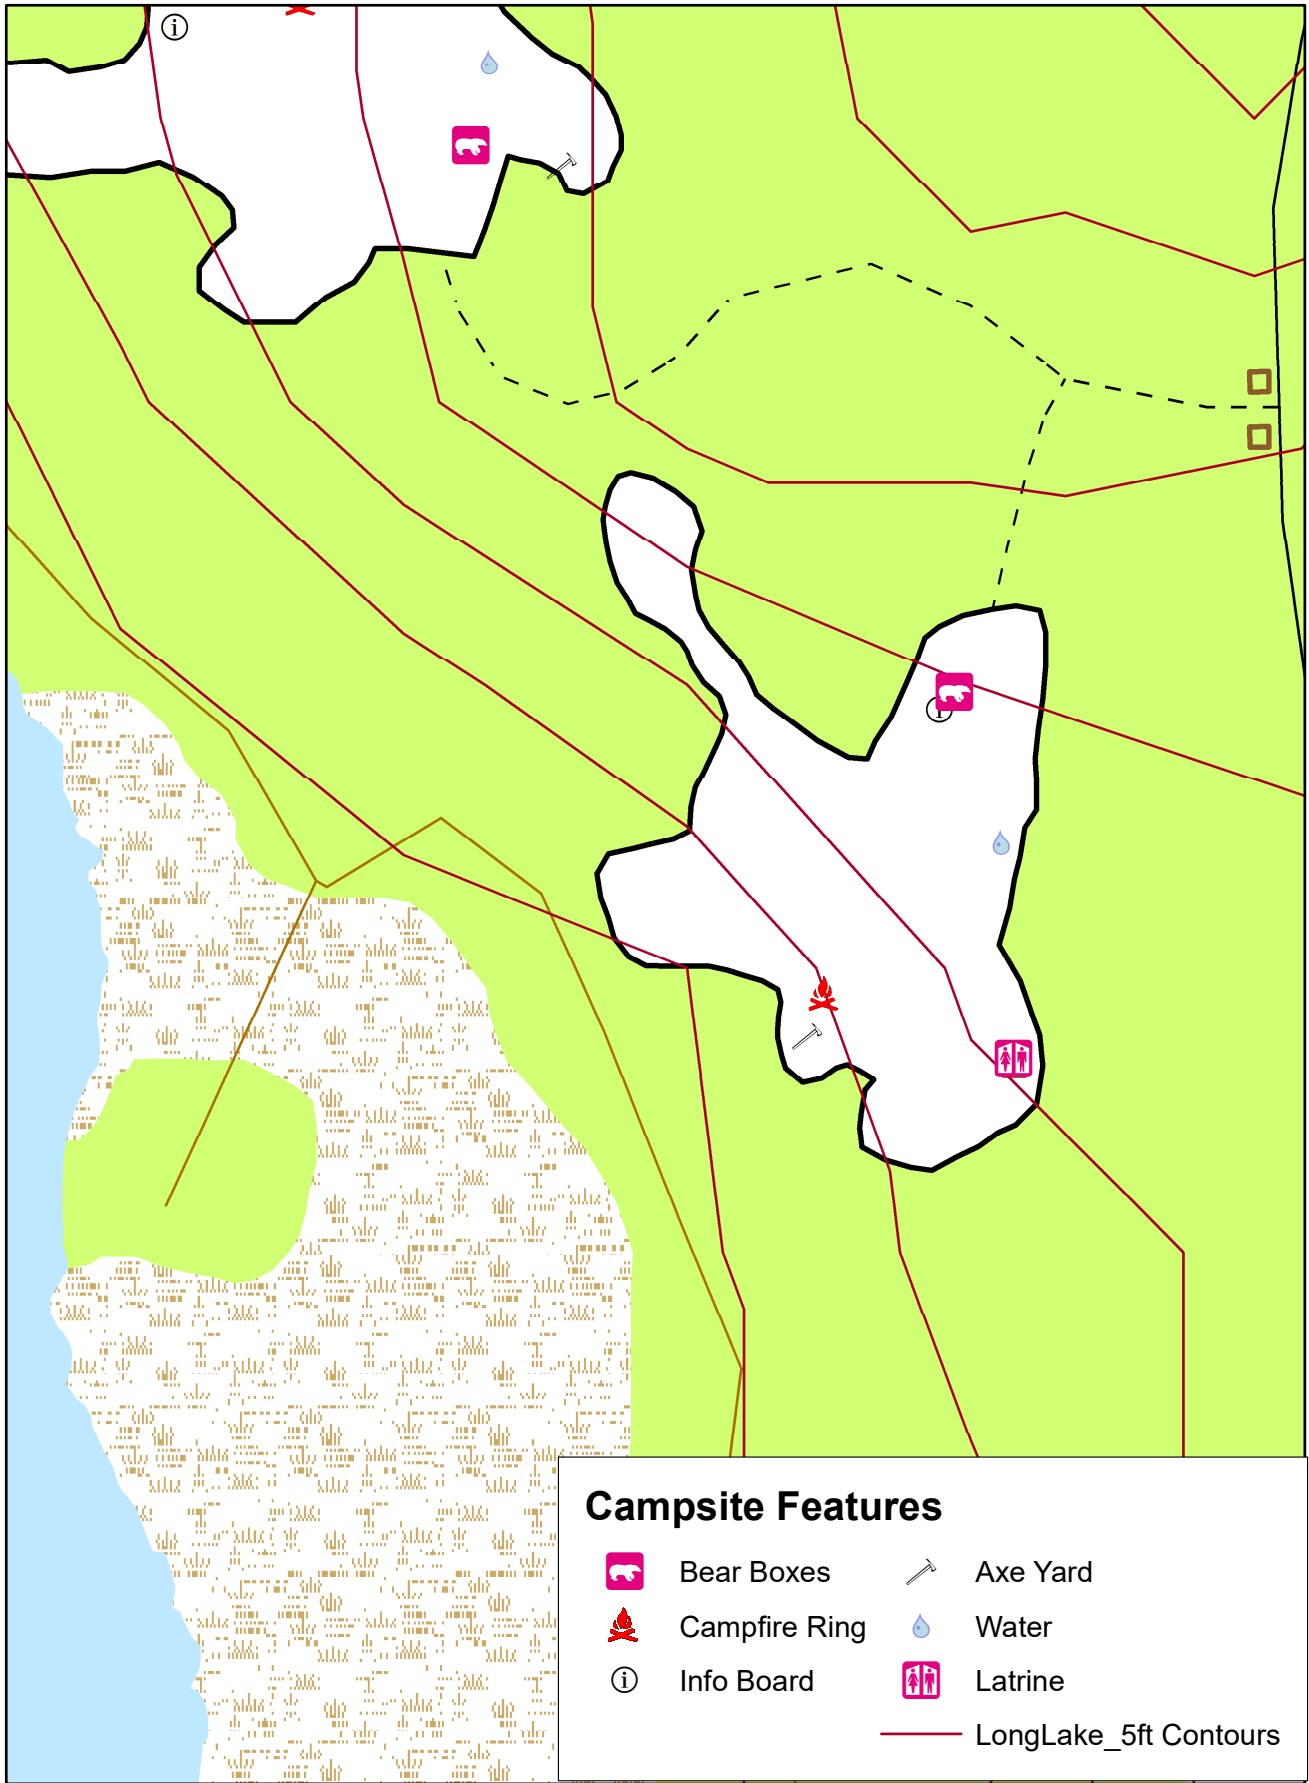 Campsite Features
Bear Boxes
Axe Yard
Campfire Ring
Water
Info Board
Latrine
LongLake_5ft Contours